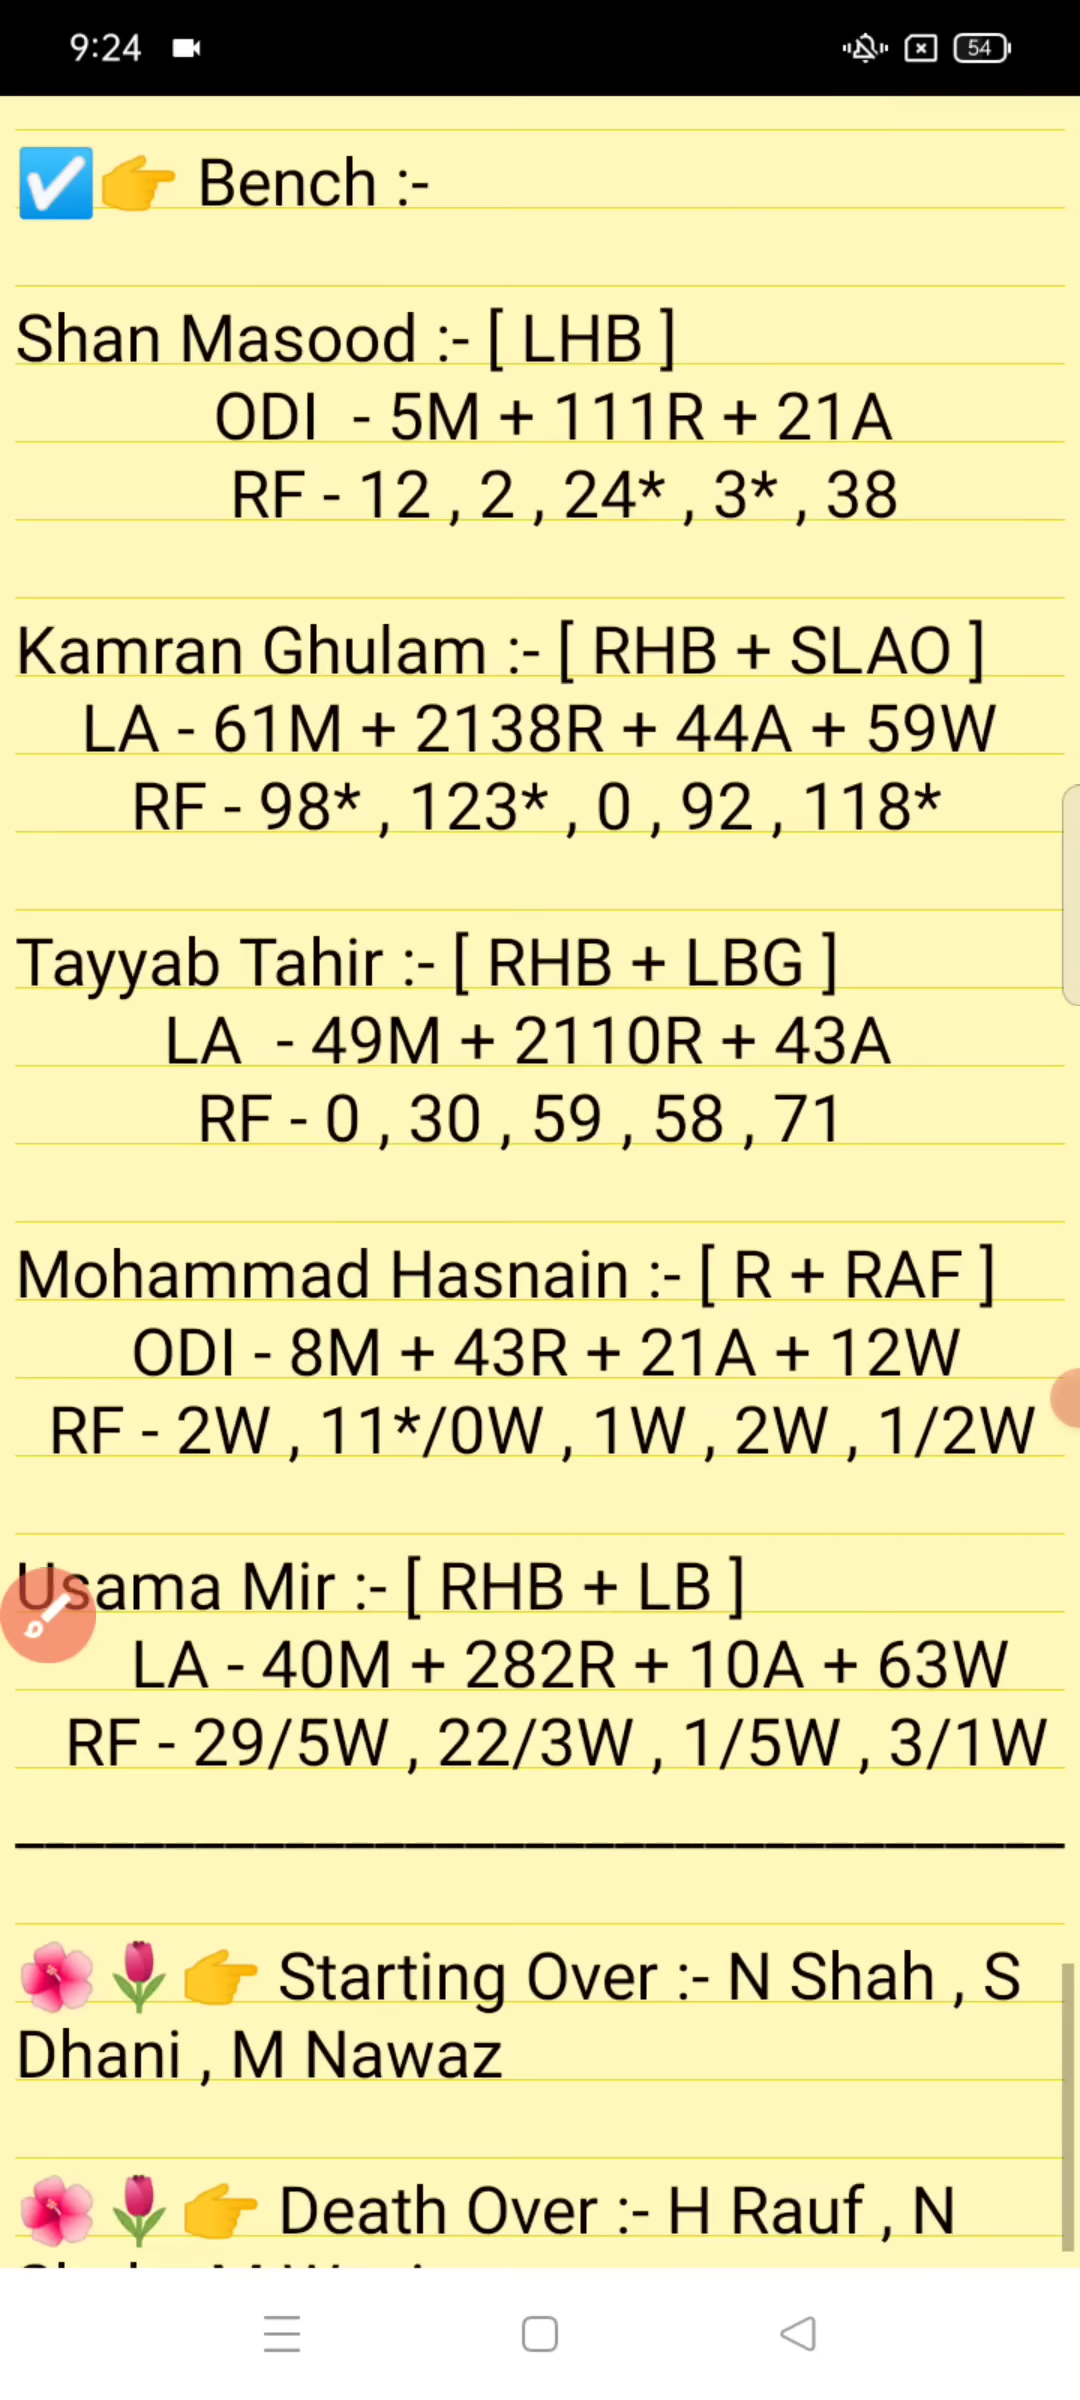 9:24
54
☑👉 Bench :-
Shan Masood :- [ LHB ]
ODI - 5M + 111R + 21A
RF - 12 , 2 , 24* , 3* , 38
Kamran Ghulam :- [ RHB + SLAO ]
LA - 61M + 2138R + 44A + 59W
RF - 98* , 123* , 0 , 92 , 118*
Tayyab Tahir :- [ RHB + LBG ]
LA - 49M + 2110R + 43A
RF - 0 , 30 , 59 , 58 , 71
Mohammad Hasnain :- [ R + RAF ]
ODI - 8M + 43R + 21A + 12W
RF - 2W , 11*/0W , 1W , 2W , 1/2W
Usama Mir :- [ RHB + LB ]
LA - 40M + 282R + 10A + 63W
RF - 29/5W , 22/3W , 1/5W , 3/1W
🌺🌷👉 Starting Over :- N Shah , S
Dhani , M Nawaz
🌺🌷👉 Death Over :- H Rauf , N